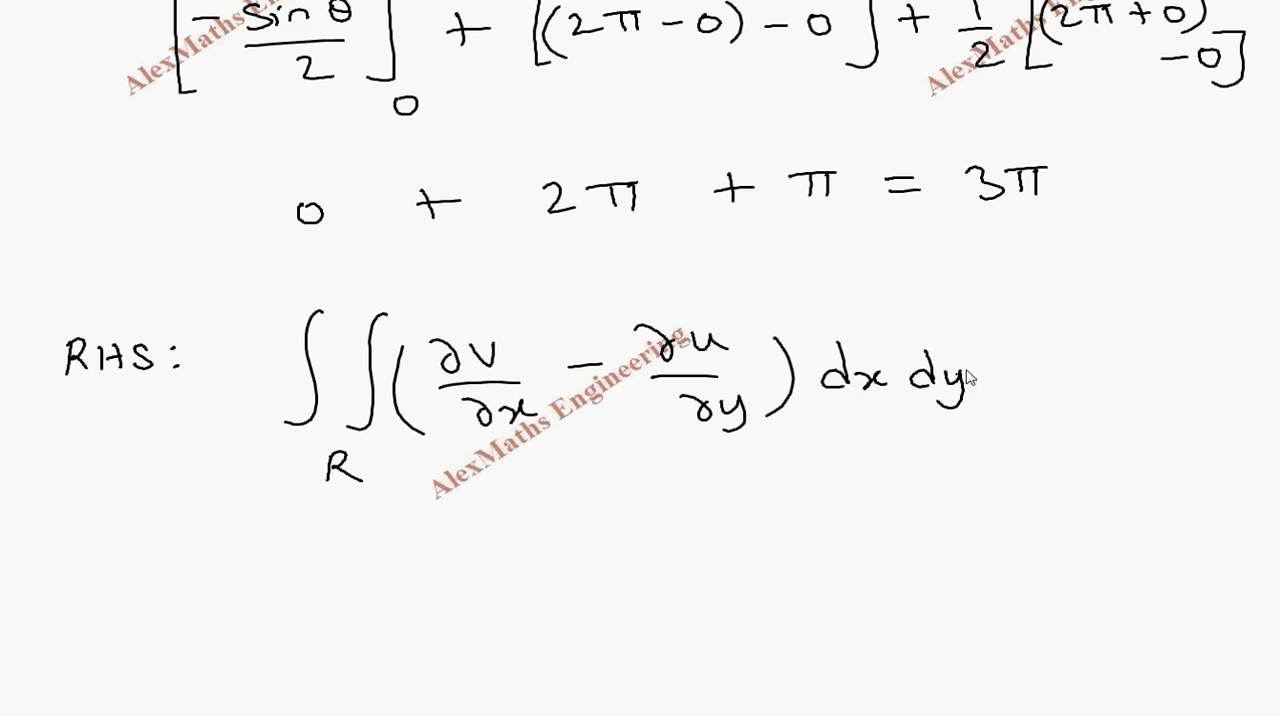 [- sin θ / 2]₀ + [(2π - 0) - 0] + 1/2 [(2π + 0) - 0]
0 + 2π + π = 3π
RHS: ∫∫_R (∂v/∂x - ∂u/∂y) dx dy
AlexMaths Engineering